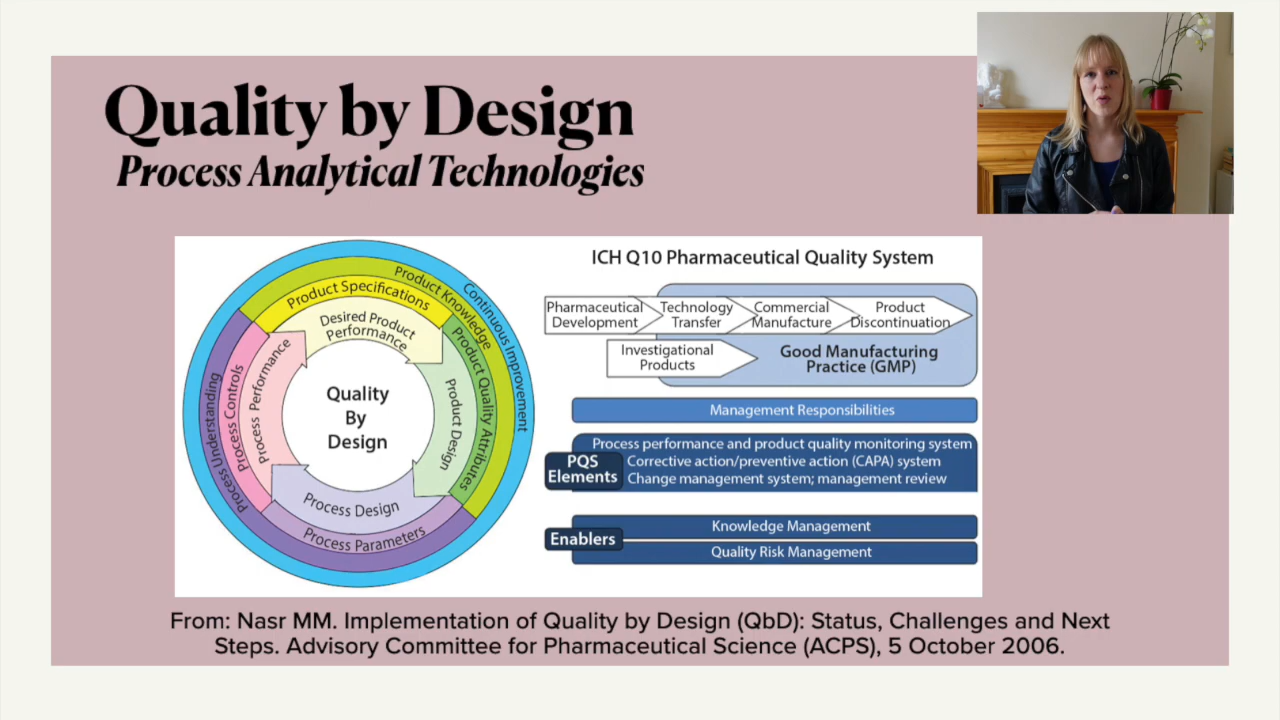 Quality by Design
Process Analytical Technologies
Continuous Improvement
Product Knowledge
Product Specifications
Desired Product
Performance
Product Quality Attributes
Product Design
Process Understanding
Process Controls
Process Performance
Quality
By
Design
Process Design
Process Parameters
ICH Q10 Pharmaceutical Quality System
Pharmaceutical
Development
Technology
Transfer
Commercial
Manufacture
Product
Discontinuation
Investigational
Products
Good Manufacturing
Practice (GMP)
Management Responsibilities
PQS
Elements
Process performance and product quality monitoring system
Corrective action/preventive action (CAPA) system
Change management system; management review
Enablers
Knowledge Management
Quality Risk Management
From: Nasr MM. Implementation of Quality by Design (QbD): Status, Challenges and Next
Steps. Advisory Committee for Pharmaceutical Science (ACPS), 5 October 2006.